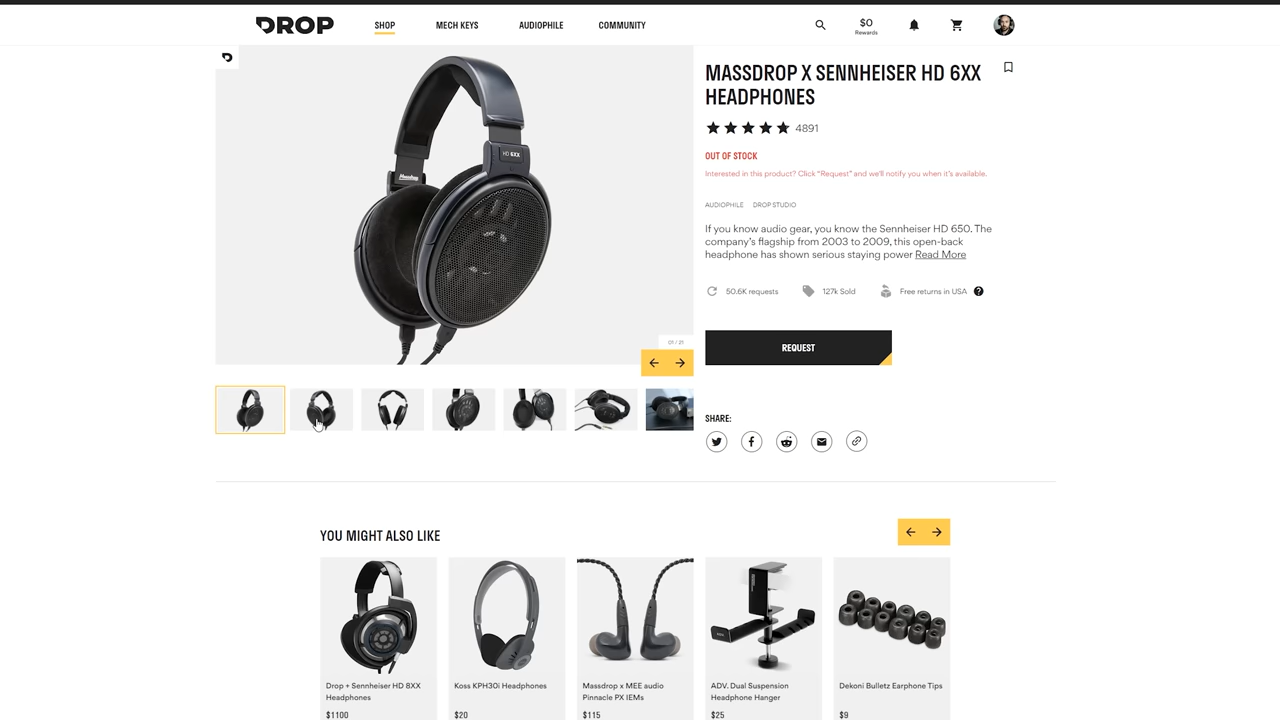 DROP
SHOP
MECH KEYS
AUDIOPHILE
COMMUNITY
$0
Rewards
MASSDROP X SENNHEISER HD 6XX
HEADPHONES
4891
OUT OF STOCK
Interested in this product? Click “Request” and we'll notify you when it's available.
AUDIOPHILE DROP STUDIO
If you know audio gear, you know the Sennheiser HD 650. The
company's flagship from 2003 to 2009, this open-back
headphone has shown serious staying power Read More
50.6K requests
127k Sold
Free returns in USA ?
REQUEST
HD 6XX
Massdrop
01 / 21
SHARE:
YOU MIGHT ALSO LIKE
Drop + Sennheiser HD 8XX
Headphones
$1100
Koss KPH30i Headphones
$20
Massdrop x MEE audio
Pinnacle PX IEMs
$115
ADV. Dual Suspension
Headphone Hanger
$25
Dekoni Bulletz Earphone Tips
$9